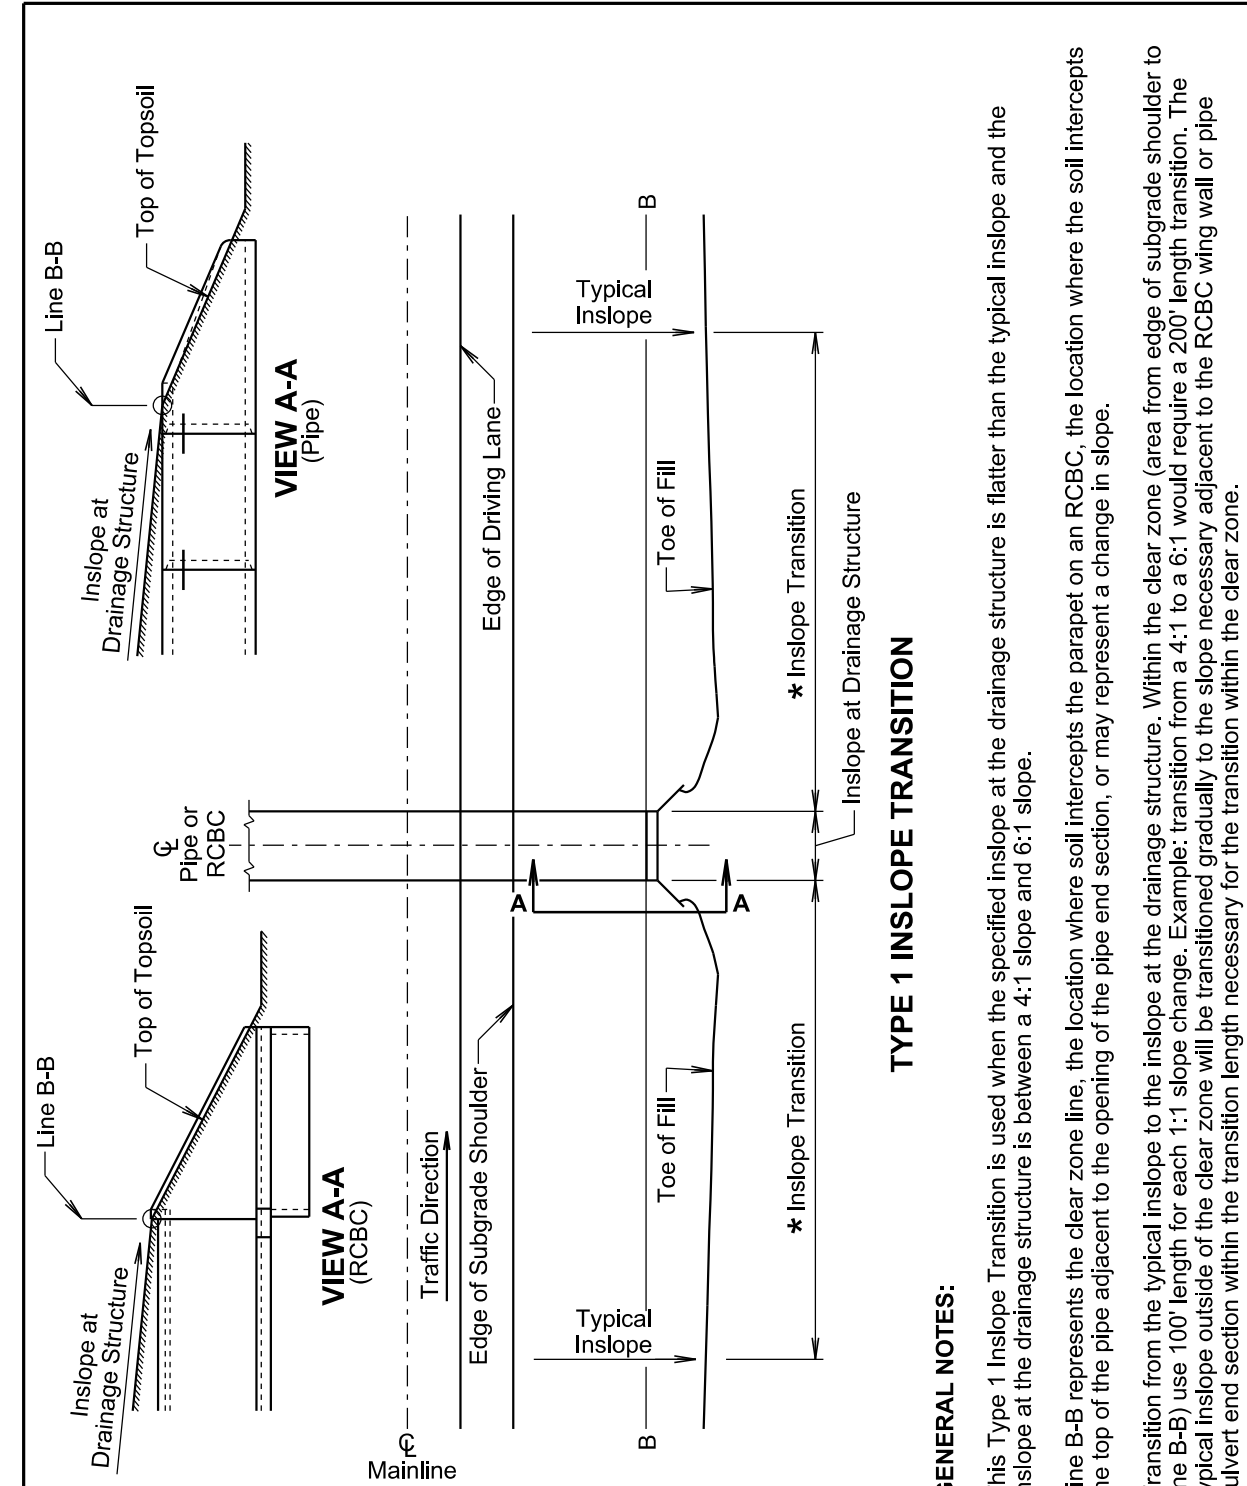 Inslope at
Drainage Structure
Line B-B
Top of Topsoil
VIEW A-A
(RCBC)
Inslope at
Drainage Structure
Line B-B
Top of Topsoil
VIEW A-A
(Pipe)
℄
Pipe or
RCBC
℄
Mainline
Traffic Direction
Edge of Subgrade Shoulder
Edge of Driving Lane
A
A
B
B
Typical
Inslope
Typical
Inslope
Toe of Fill
Toe of Fill
* Inslope Transition
* Inslope Transition
Inslope at Drainage Structure
TYPE 1 INSLOPE TRANSITION
GENERAL NOTES:
his Type 1 Inslope Transition is used when the specified inslope at the drainage structure is flatter than the typical inslope and the
nslope at the drainage structure is between a 4:1 slope and 6:1 slope.
ine B-B represents the clear zone line, the location where soil intercepts the parapet on an RCBC, the location where the soil intercepts
he top of the pipe adjacent to the opening of the pipe end section, or may represent a change in slope.
ransition from the typical inslope to the inslope at the drainage structure. Within the clear zone (area from edge of subgrade shoulder to
ne B-B) use 100' length for each 1:1 slope change. Example: transition from a 4:1 to a 6:1 would require a 200' length transition. The
ypical inslope outside of the clear zone will be transitioned gradually to the slope necessary adjacent to the RCBC wing wall or pipe
ulvert end section within the transition length necessary for the transition within the clear zone.